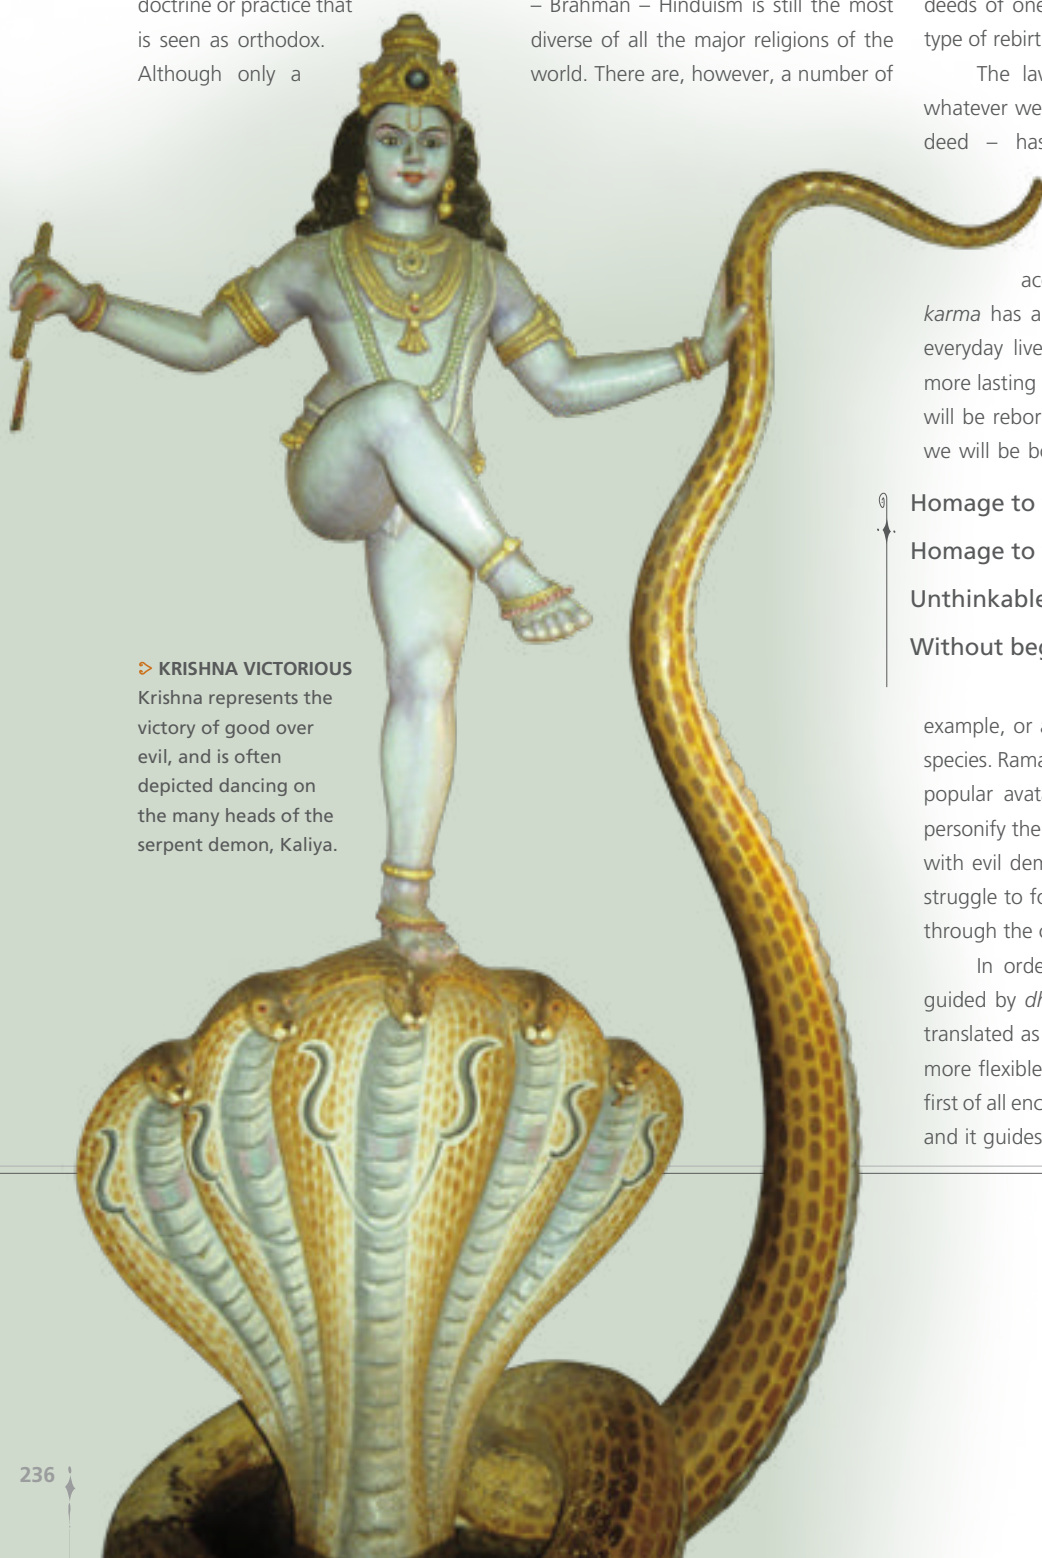 doctrine or practice that
is seen as orthodox.
Although only a
– Brahman – Hinduism is still the most
diverse of all the major religions of the
world. There are, however, a number of
deeds of one
type of rebirt
The lav
whatever we
deed – has
acc
karma has a
everyday live
more lasting
will be rebor
we will be be
Homage to
Homage to
Unthinkable
Without beg
example, or a
species. Rama
popular avata
personify the
with evil dem
struggle to fo
through the c
In orde
guided by dh
translated as
more flexible
first of all enc
and it guides
KRISHNA VICTORIOUS
Krishna represents the
victory of good over
evil, and is often
depicted dancing on
the many heads of the
serpent demon, Kaliya.
236